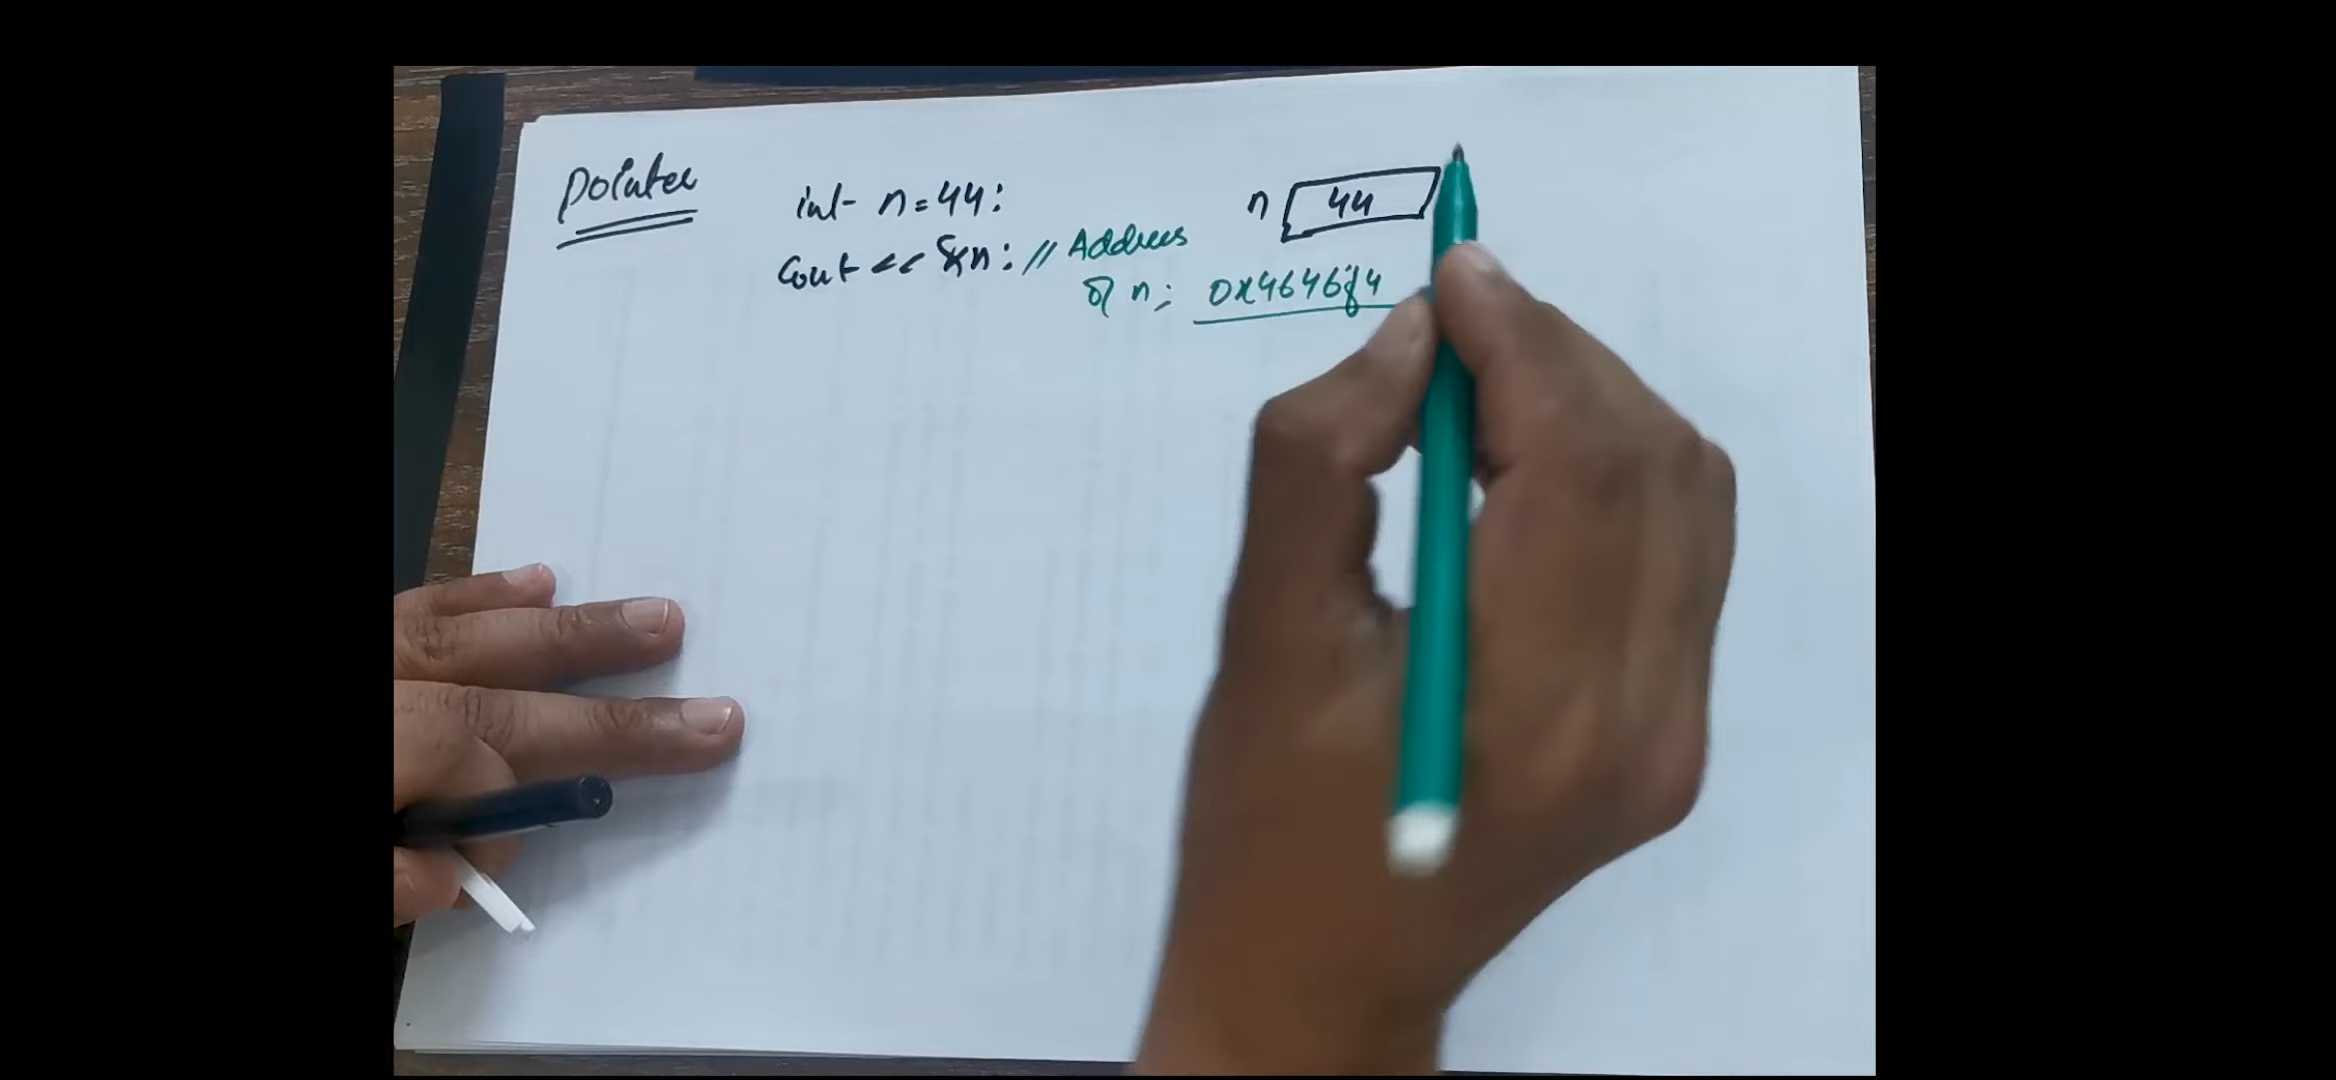 Pointer
int n = 44;
cout << &n; // Address
of n; 0x4646f4
n 44